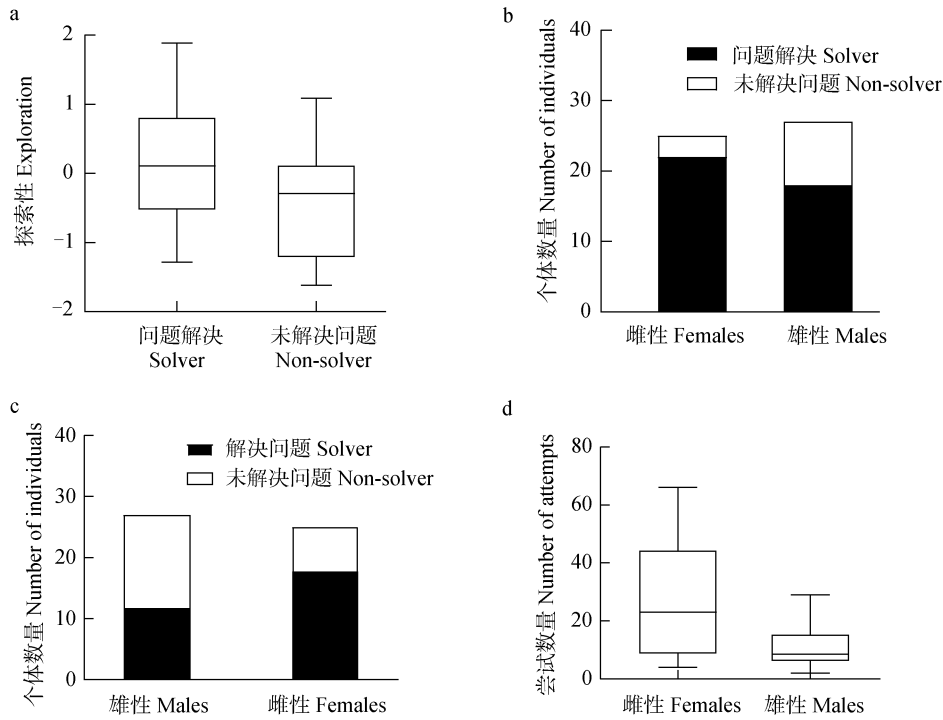 a
2
1
0
−1
−2
探索性 Exploration
问题解决
Solver
未解决问题
Non-solver
b
40
30
20
10
0
个体数量 Number of individuals
问题解决 Solver
未解决问题 Non-solver
雌性 Females
雄性 Males
c
40
30
20
10
0
个体数量 Number of individuals
解决问题 Solver
未解决问题 Non-solver
雄性 Males
雌性 Females
d
80
60
40
20
0
尝试数量 Number of attempts
雌性 Females
雄性 Males